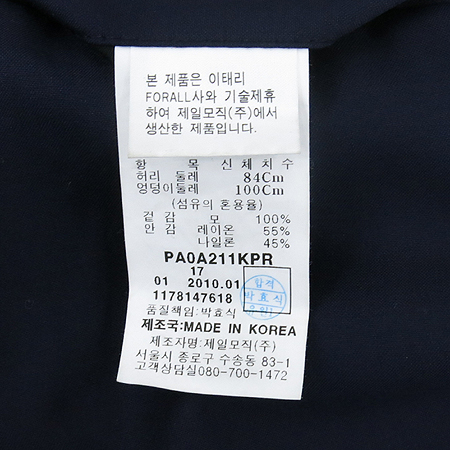 본 제품은 이태리
FORALL사와 기술제휴
하여 제일모직(주)에서
생산한 제품입니다.
항 목 신체치수
허리 둘레 84Cm
엉덩이둘레 100Cm
(섬유의 혼용율)
겉 감 모 100%
안 감 레이온 55%
나일론 45%
PA0A211KPR
17
01 2010.01
합격
박효식
1178147618
품질책임:박효식
제조국:MADE IN KOREA
제조자명:제일모직(주)
서울시 종로구 수송동 83-1
고객상담실080-700-1472